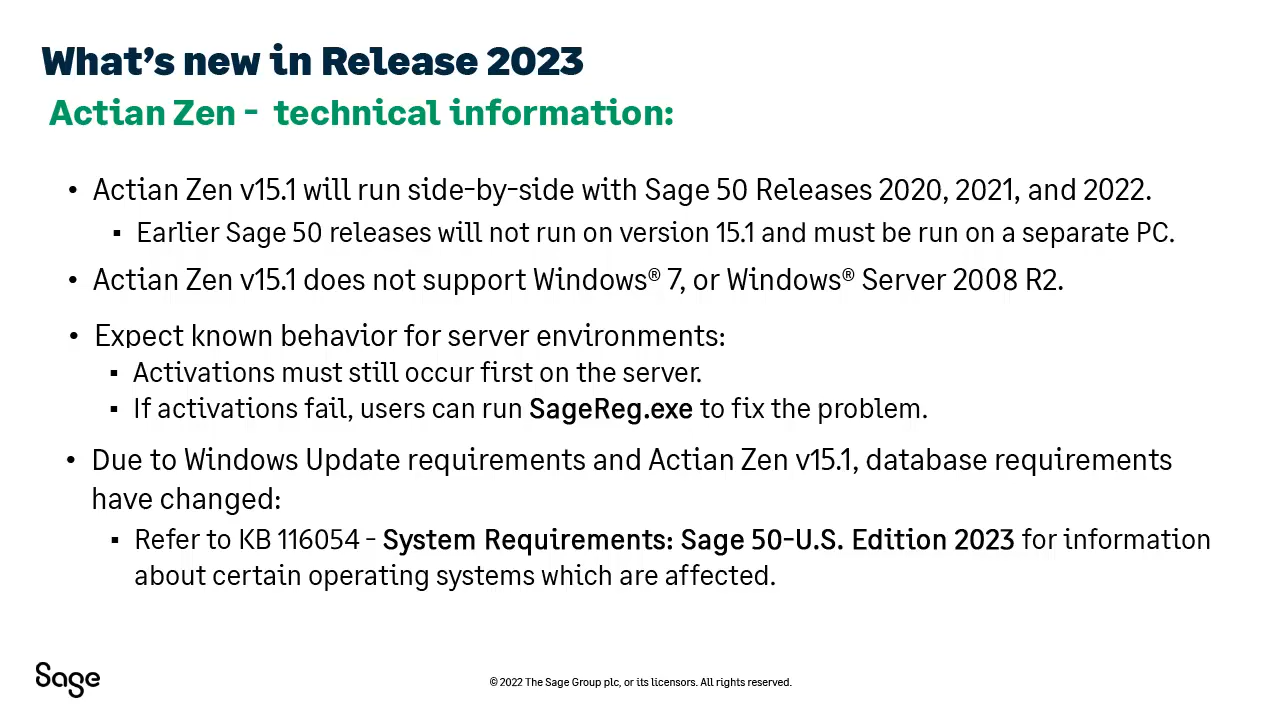 What's new in Release 2023
Actian Zen - technical information:
• Actian Zen v15.1 will run side-by-side with Sage 50 Releases 2020, 2021, and 2022.
▪ Earlier Sage 50 releases will not run on version 15.1 and must be run on a separate PC.
• Actian Zen v15.1 does not support Windows® 7, or Windows® Server 2008 R2.
• Expect known behavior for server environments:
▪ Activations must still occur first on the server.
▪ If activations fail, users can run SageReg.exe to fix the problem.
• Due to Windows Update requirements and Actian Zen v15.1, database requirements
have changed:
▪ Refer to KB 116054 - System Requirements: Sage 50-U.S. Edition 2023 for information
about certain operating systems which are affected.
Sage
© 2022 The Sage Group plc, or its licensors. All rights reserved.